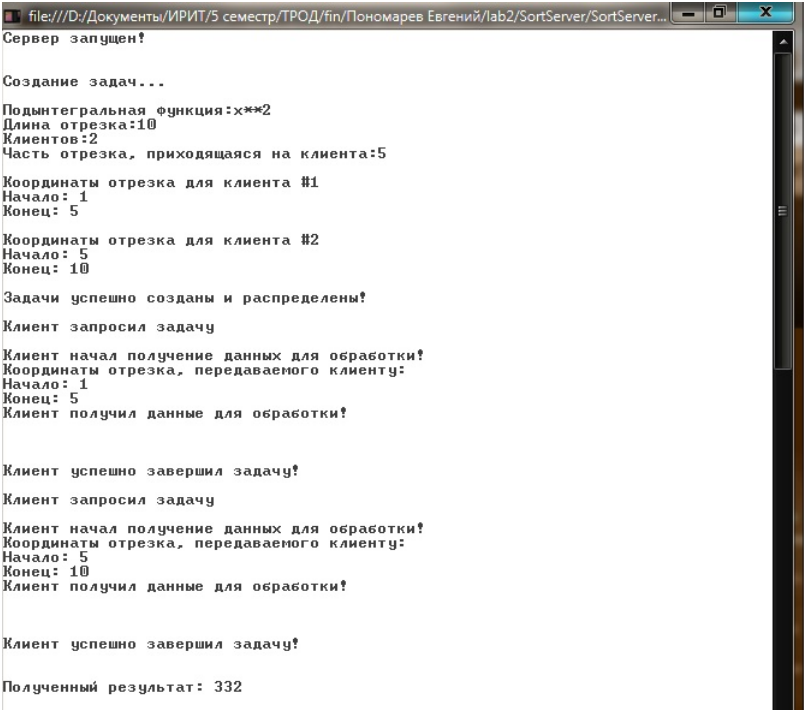 file:///D:/Документы/ИРИТ/5 семестр/ТРОД/fin/Пономарев Евгений/lab2/SortServer/SortServer...
Сервер запущен!
Создание задач...
Подынтегральная функция:x**2
Длина отрезка:10
Клиентов:2
Часть отрезка, приходящаяся на клиента:5
Координаты отрезка для клиента #1
Начало: 1
Конец: 5
Координаты отрезка для клиента #2
Начало: 5
Конец: 10
Задачи успешно созданы и распределены!
Клиент запросил задачу
Клиент начал получение данных для обработки!
Координаты отрезка, передаваемого клиенту:
Начало: 1
Конец: 5
Клиент получил данные для обработки!
Клиент успешно завершил задачу!
Клиент запросил задачу
Клиент начал получение данных для обработки!
Координаты отрезка, передаваемого клиенту:
Начало: 5
Конец: 10
Клиент получил данные для обработки!
Клиент успешно завершил задачу!
Полученный результат: 332